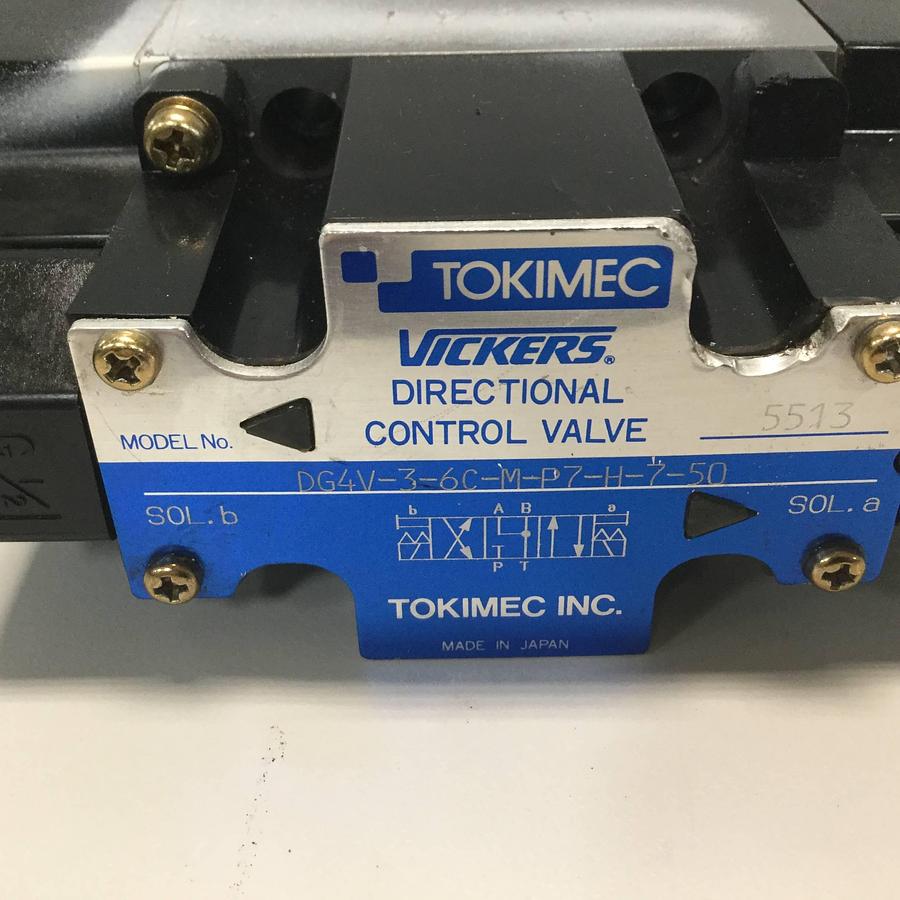 TOKIMEC
VICKERS®
DIRECTIONAL
CONTROL VALVE
MODEL No.
5513
DG4V-3-6C-M-P7-H-7-50
SOL. b
SOL. a
b A B a
T
P T
TOKIMEC INC.
MADE IN JAPAN